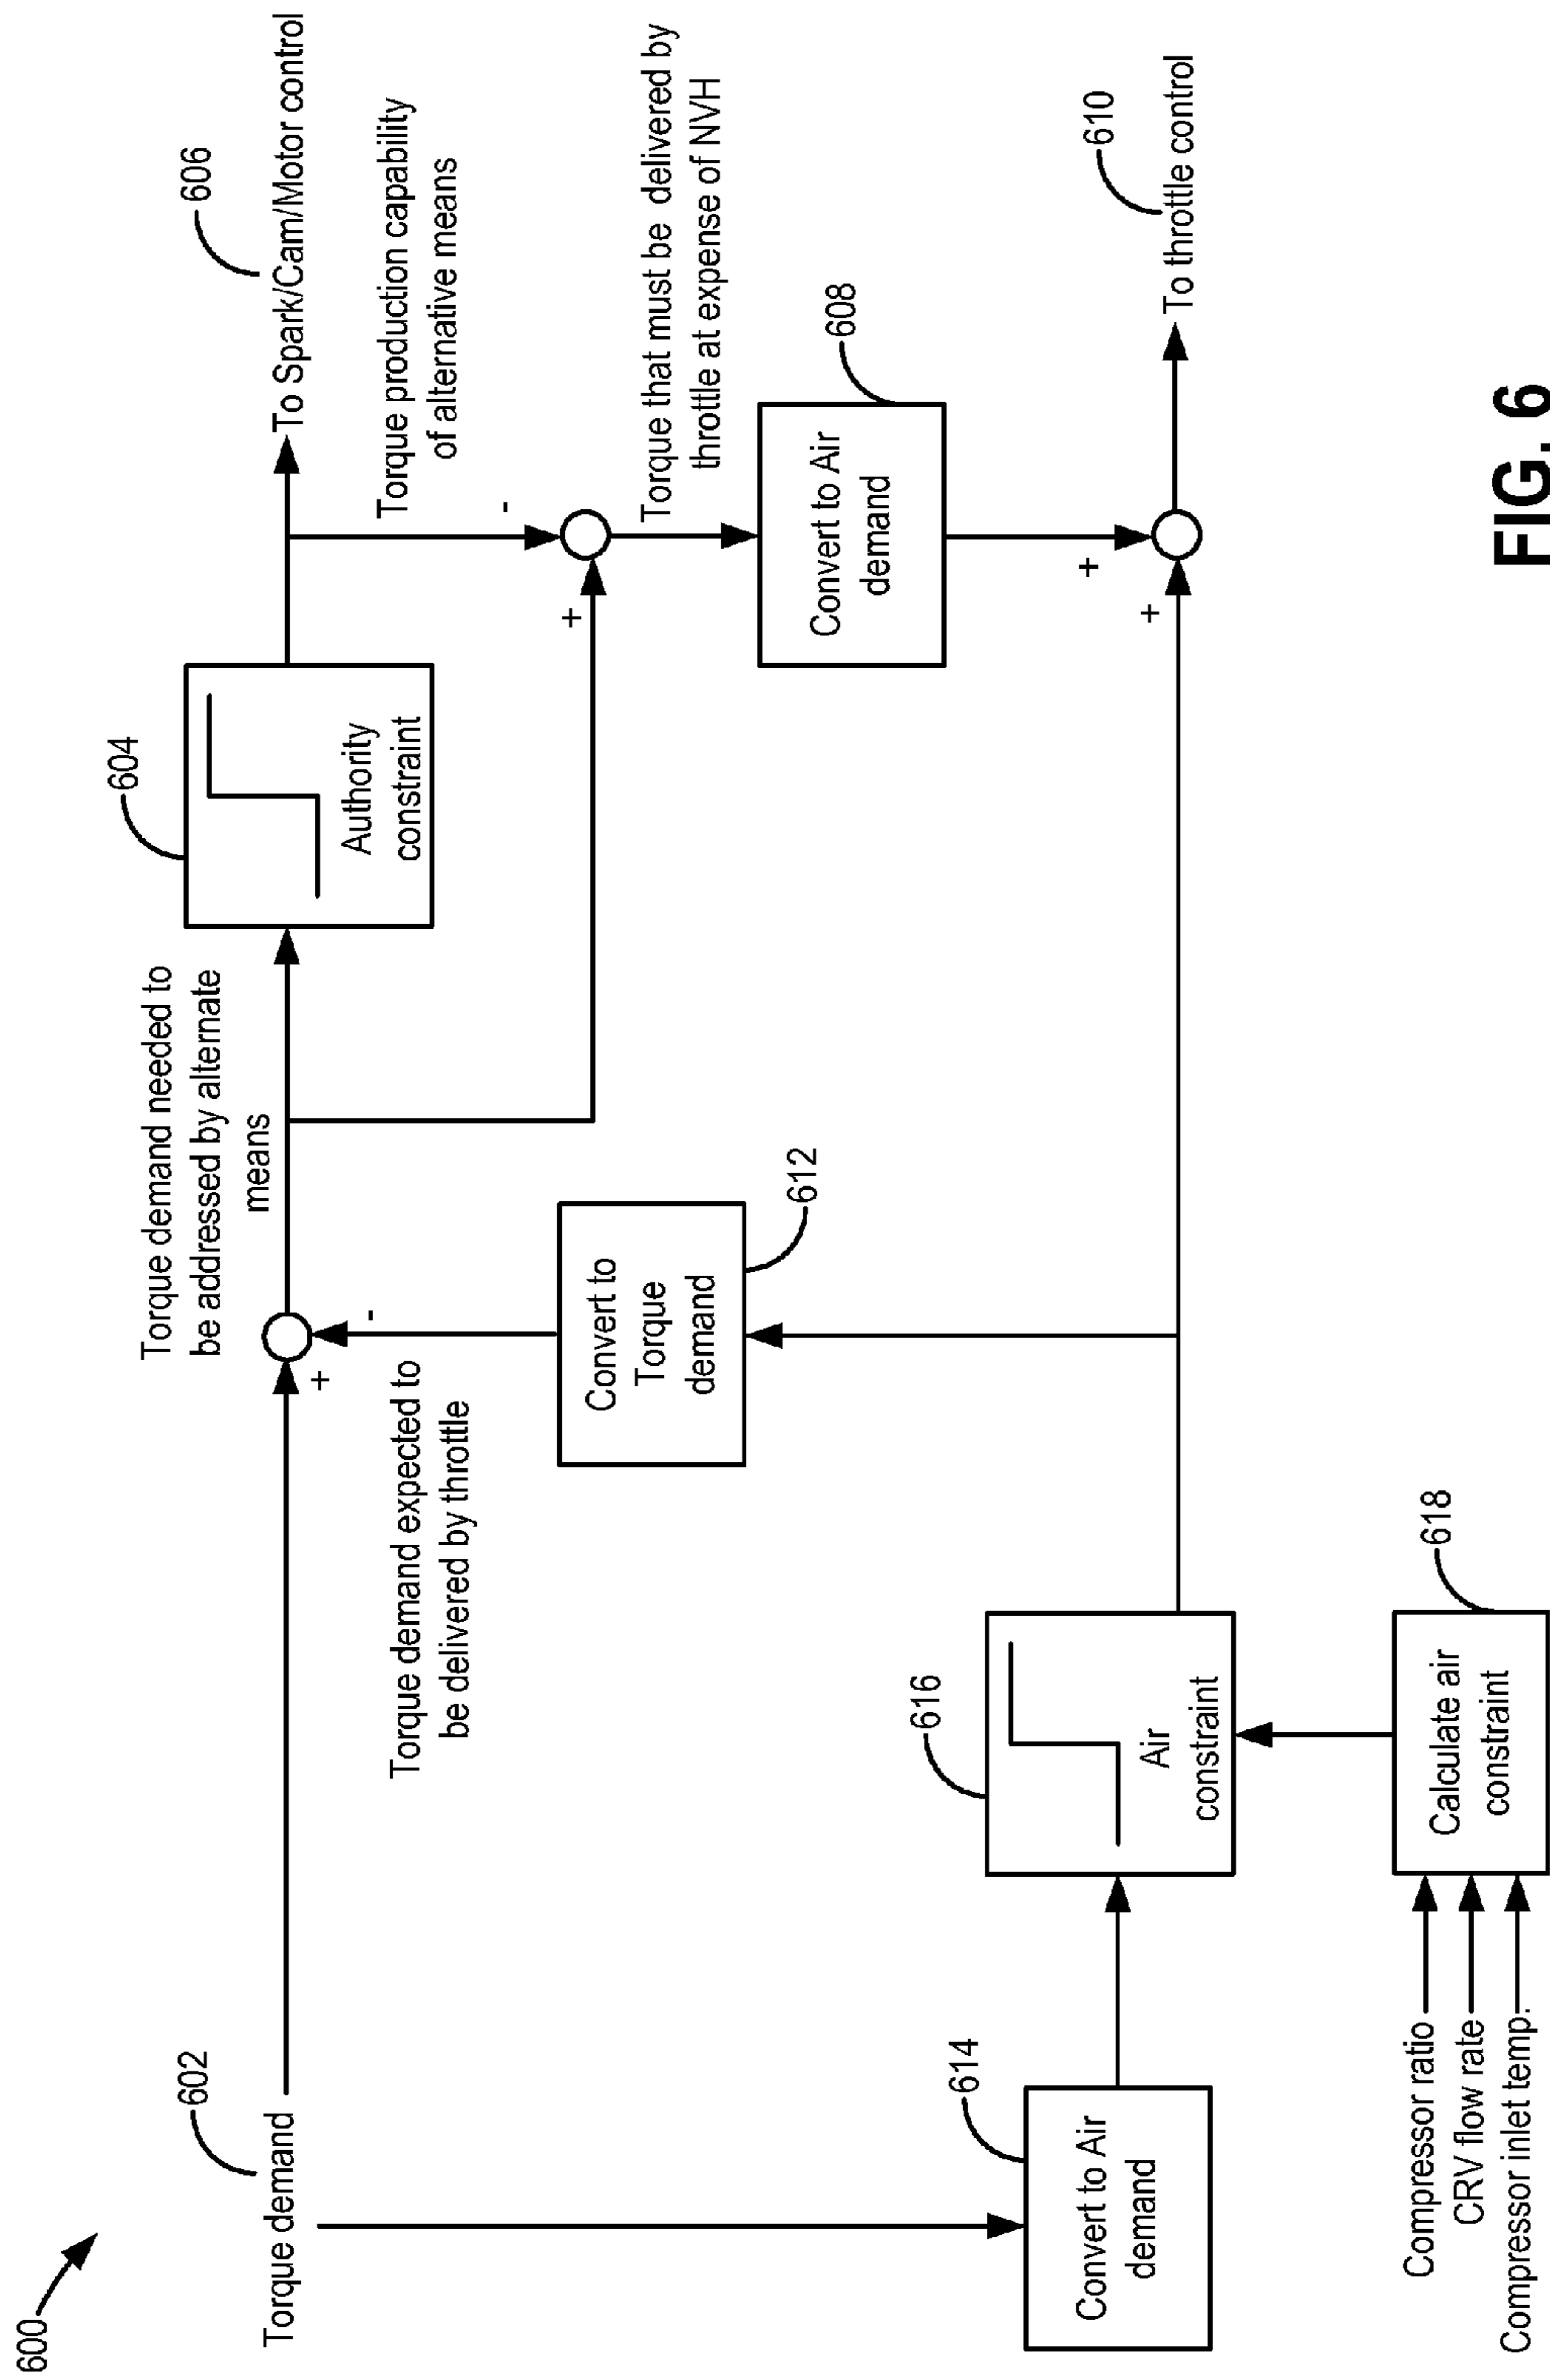 600
602
Torque demand
Torque demand needed to
be addressed by alternate
means
604
Authority
constraint
606
To Spark/Cam/Motor control
Torque production capability
of alternative means
+
-
Torque demand expected to
be delivered by throttle
-
+
Torque that must be delivered by
throttle at expense of NVH
Convert to
Torque
demand
612
Convert to Air
demand
608
614
Convert to Air
demand
616
Air
constraint
+
+
610
To throttle control
Compressor ratio
CRV flow rate
Compressor inlet temp.
Calculate air
constraint
618
FIG. 6